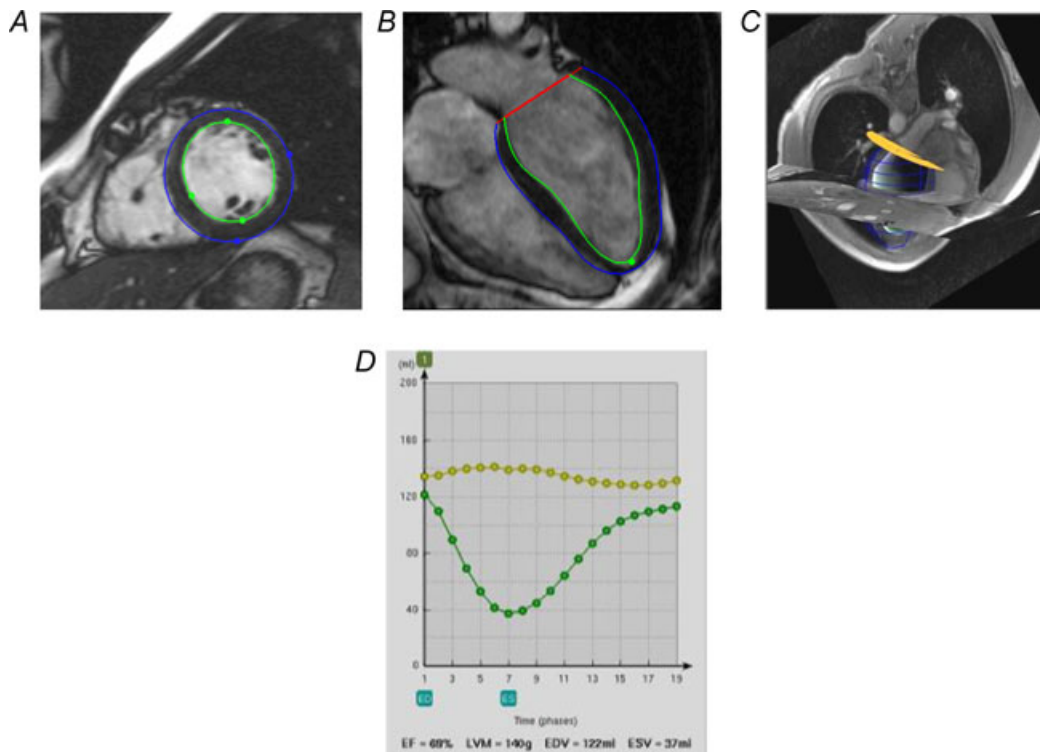 A B C
D
(ml) 1
200
160
120
80
40
0
1 3 5 7 9 11 13 15 17 19
ED ES
Time (phases)
EF = 69% LVM = 140g EDV = 122ml ESV = 37ml